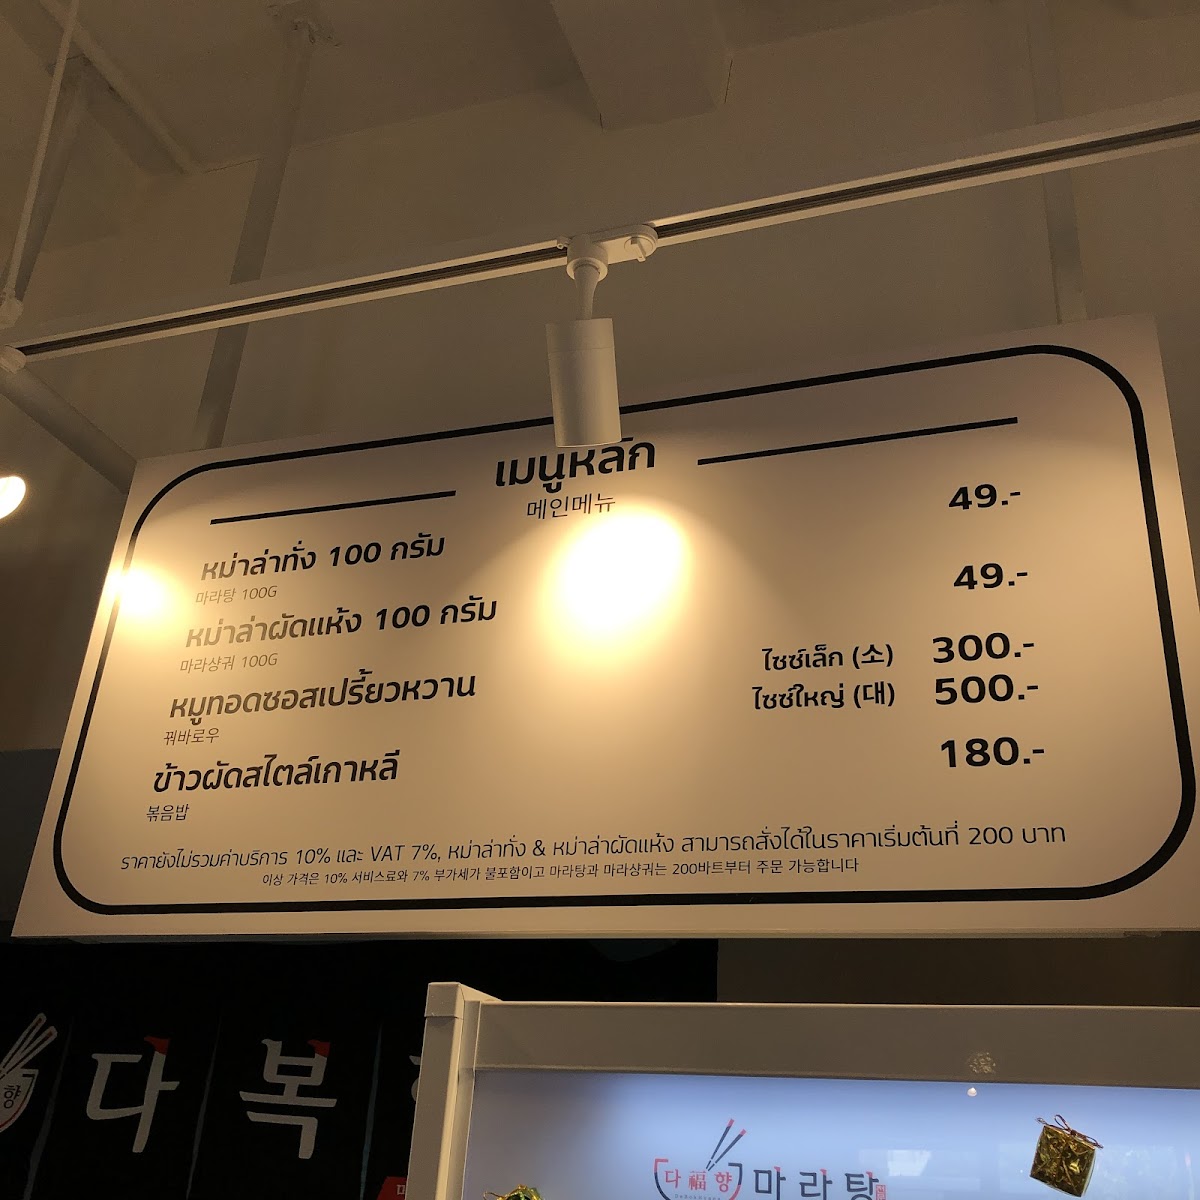 เมนูหลัก
메인메뉴
หม่าล่าทั่ง 100 กรัม 49.-
마라탕 100G
หม่าล่าผัดแห้ง 100 กรัม 49.-
마라샹궈 100G
หมูทอดซอสเปรี้ยวหวาน ไซซ์เล็ก (소) 300.-
ไซซ์ใหญ่ (대) 500.-
꿔바로우
ข้าวผัดสไตล์เกาหลี 180.-
볶음밥
ราคายังไม่รวมค่าบริการ 10% และ VAT 7%, หม่าล่าทั่ง & หม่าล่าผัดแห้ง สามารถสั่งได้ในราคาเริ่มต้นที่ 200 บาท
이상 가격은 10% 서비스료와 7% 부가세가 불포함이고 마라탕과 마라샹궈는 200바트부터 주문 가능합니다
향 다복
다福향 마라탕